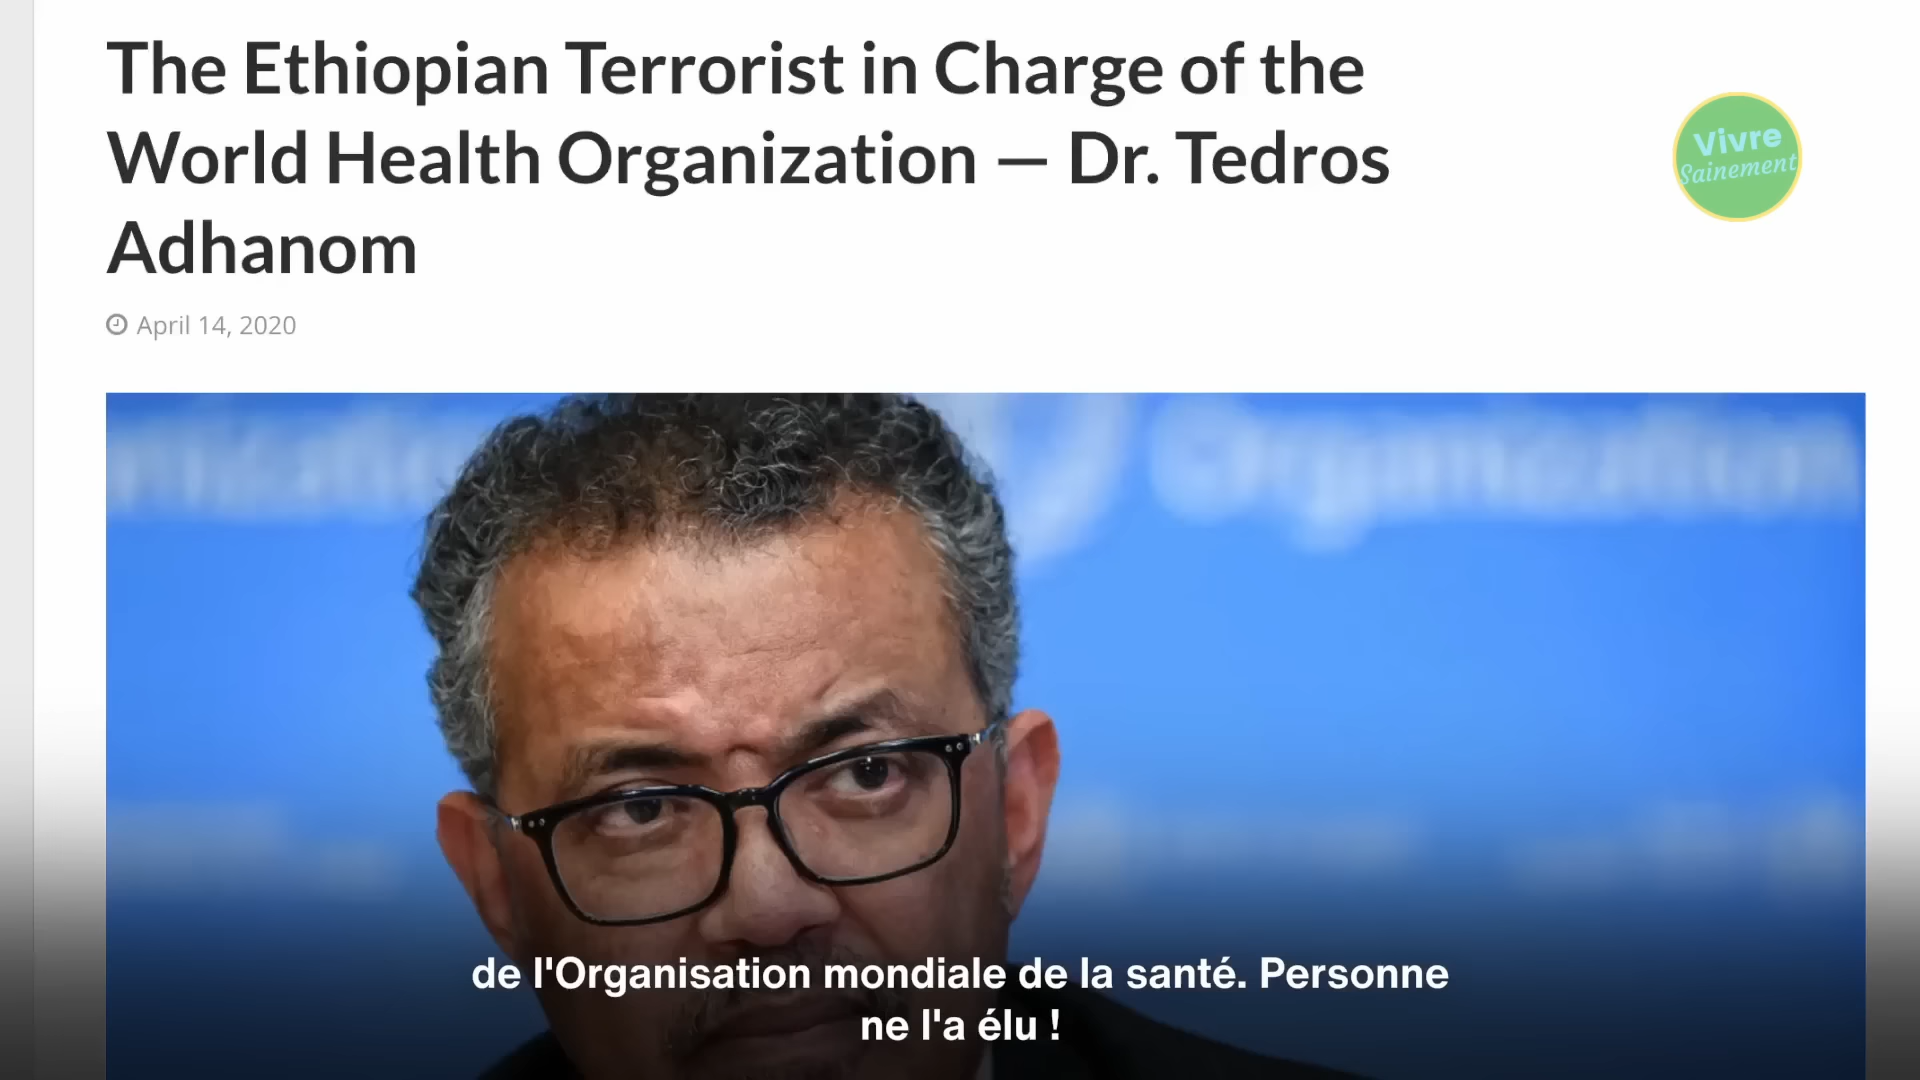 The Ethiopian Terrorist in Charge of the
World Health Organization — Dr. Tedros
Adhanom
April 14, 2020
Vivre
Sainement
Organization
de l'Organisation mondiale de la santé. Personne
ne l'a élu !